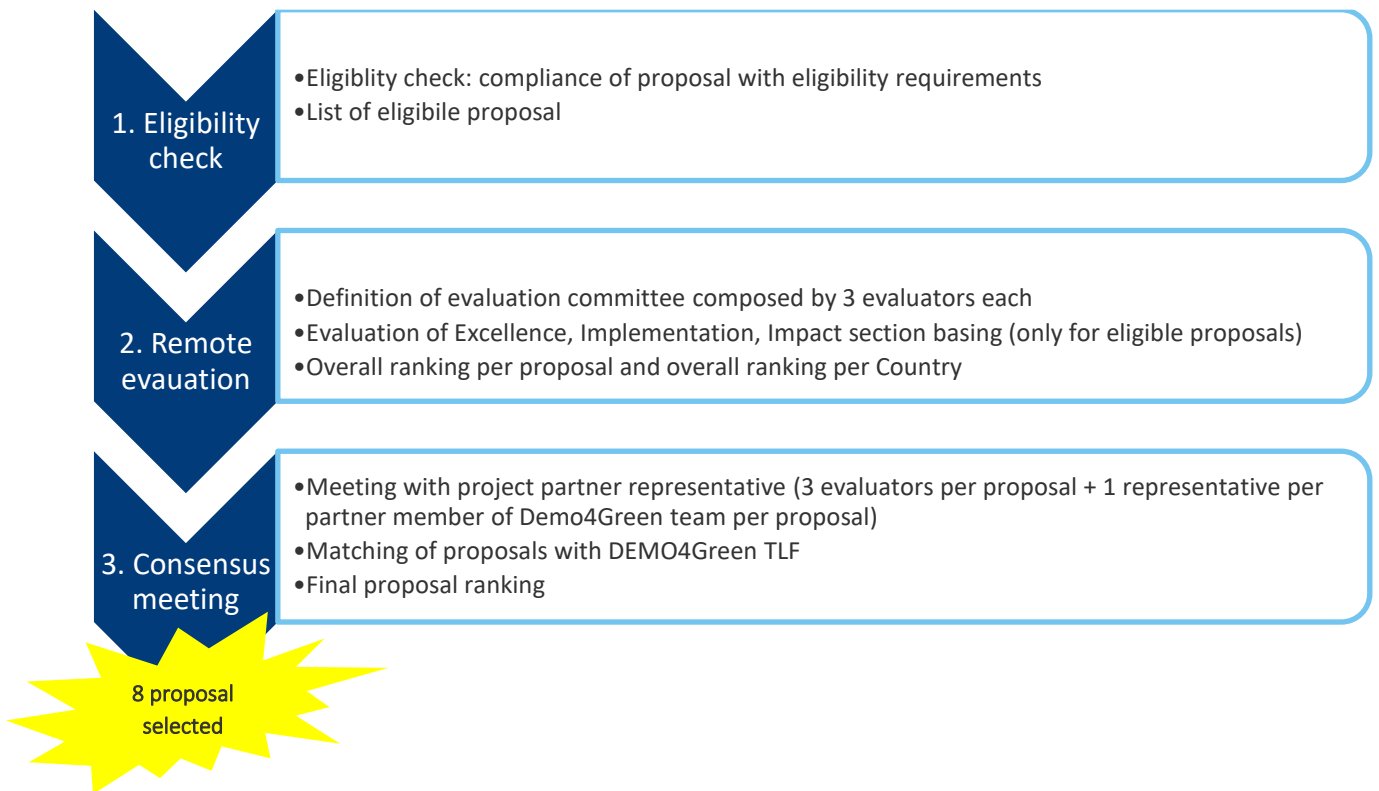 1. Eligibility
check
•Eligiblity check: compliance of proposal with eligibility requirements
•List of eligibile proposal
2. Remote
evauation
•Definition of evaluation committee composed by 3 evaluators each
•Evaluation of Excellence, Implementation, Impact section basing (only for eligible proposals)
•Overall ranking per proposal and overall ranking per Country
3. Consensus
meeting
•Meeting with project partner representative (3 evaluators per proposal + 1 representative per
partner member of Demo4Green team per proposal)
•Matching of proposals with DEMO4Green TLF
•Final proposal ranking
8 proposal
selected